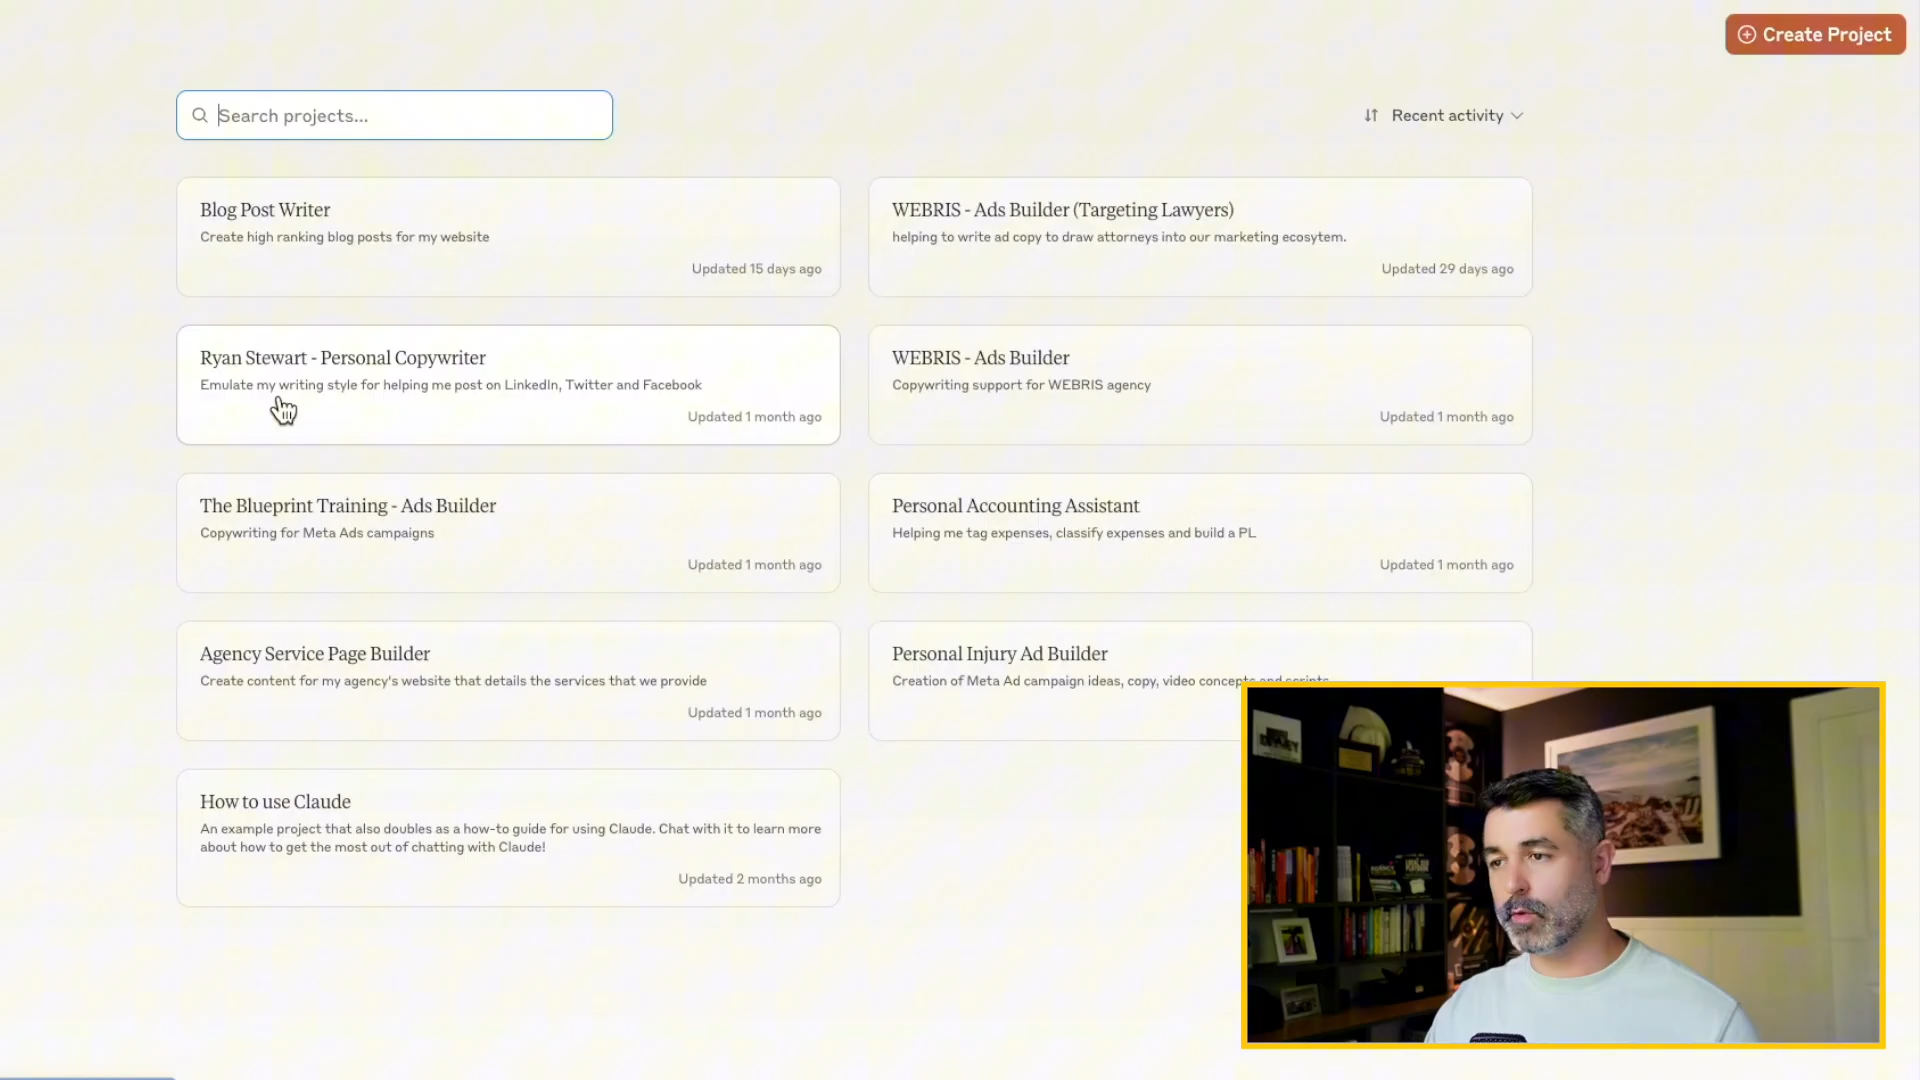 Create Project
Search projects...
Recent activity
Blog Post Writer
Create high ranking blog posts for my website
Updated 15 days ago
WEBRIS - Ads Builder (Targeting Lawyers)
helping to write ad copy to draw attorneys into our marketing ecosytem.
Updated 29 days ago
Ryan Stewart - Personal Copywriter
Emulate my writing style for helping me post on LinkedIn, Twitter and Facebook
Updated 1 month ago
WEBRIS - Ads Builder
Copywriting support for WEBRIS agency
Updated 1 month ago
The Blueprint Training - Ads Builder
Copywriting for Meta Ads campaigns
Updated 1 month ago
Personal Accounting Assistant
Helping me tag expenses, classify expenses and build a PL
Updated 1 month ago
Agency Service Page Builder
Create content for my agency's website that details the services that we provide
Updated 1 month ago
Personal Injury Ad Builder
Creation of Meta Ad campaign ideas, copy, video concepts and scripts
How to use Claude
An example project that also doubles as a how-to guide for using Claude. Chat with it to learn more
about how to get the most out of chatting with Claude!
Updated 2 months ago